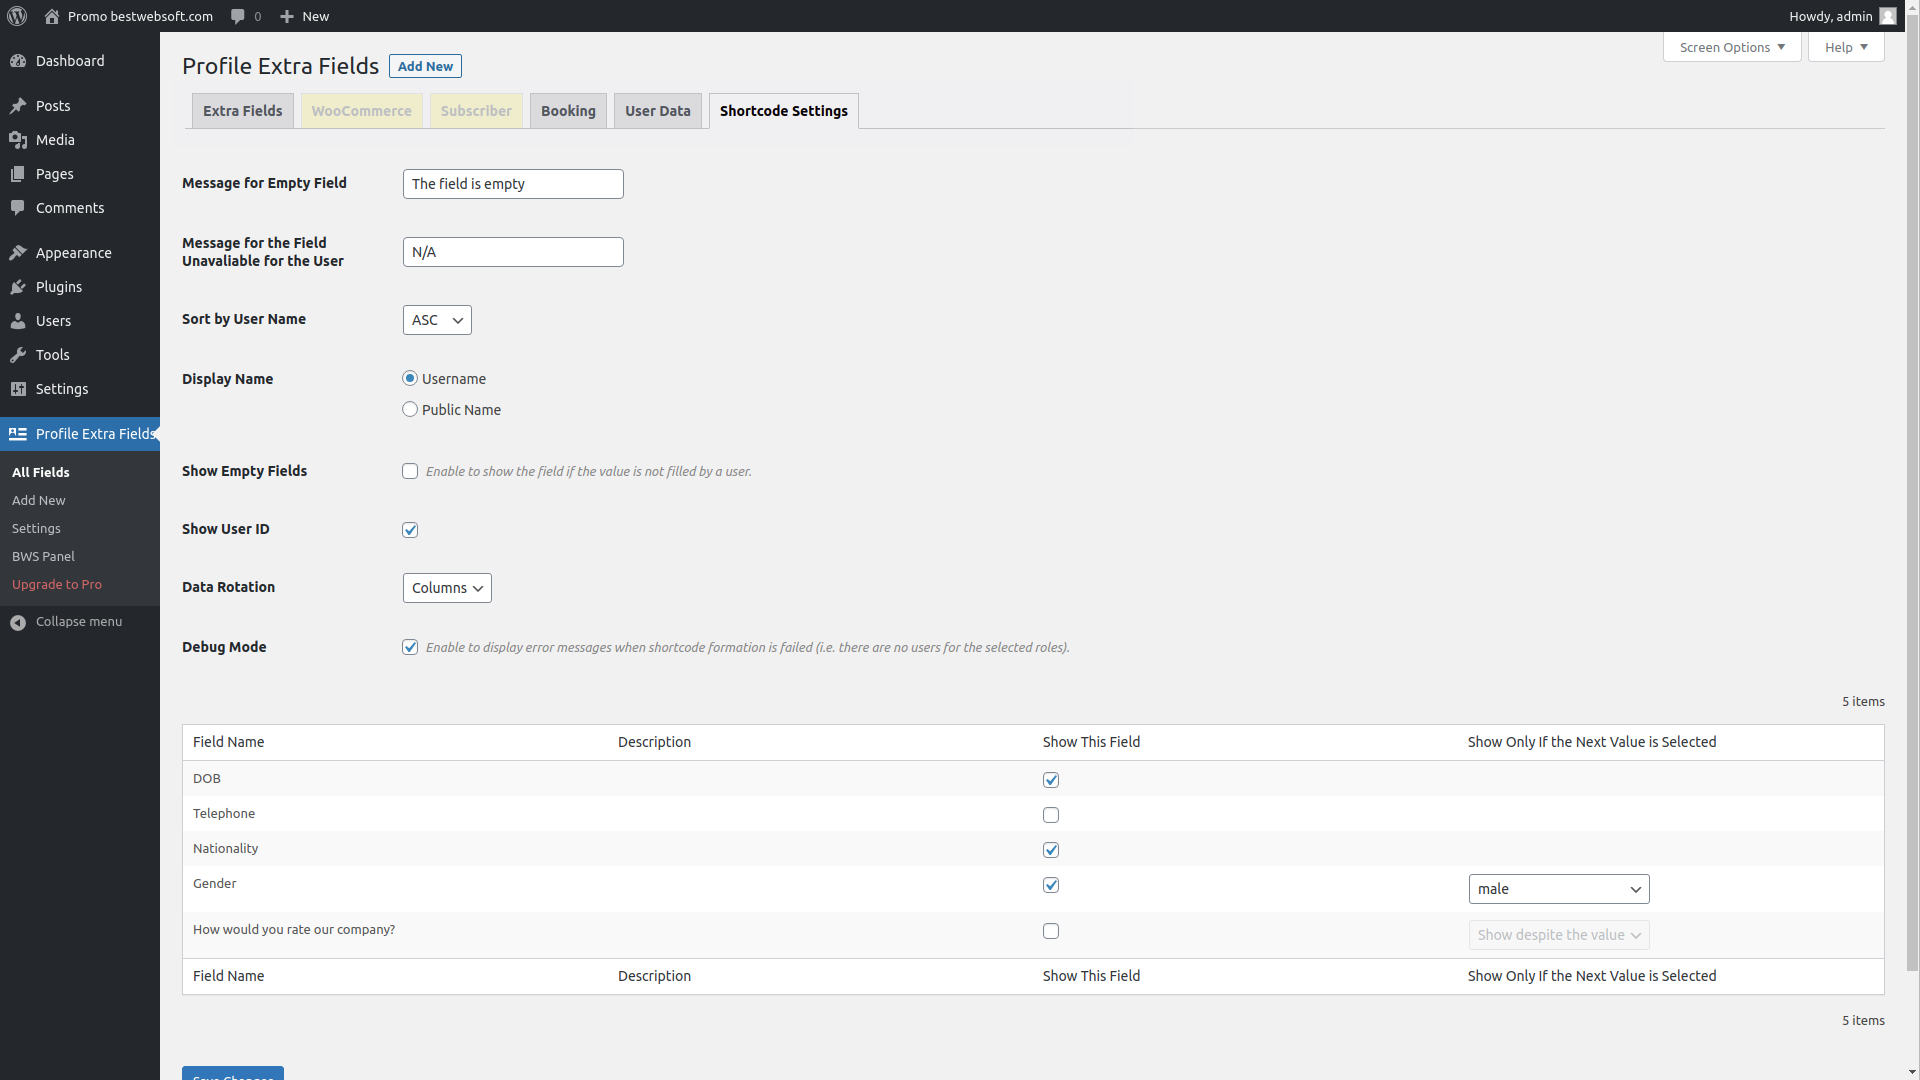 Promo bestwebsoft.com 0 New Howdy, admin
Screen Options Help
Dashboard
Posts
Media
Pages
Comments
Appearance
Plugins
Users
Tools
Settings
Profile Extra Fields
All Fields
Add New
Settings
BWS Panel
Upgrade to Pro
Collapse menu
Profile Extra Fields Add New
Extra Fields WooCommerce Subscriber Booking User Data Shortcode Settings
Message for Empty Field The field is empty
Message for the Field
Unavaliable for the User N/A
Sort by User Name ASC
Display Name Username
Public Name
Show Empty Fields Enable to show the field if the value is not filled by a user.
Show User ID
Data Rotation Columns
Debug Mode Enable to display error messages when shortcode formation is failed (i.e. there are no users for the selected roles).
5 items
Field Name Description Show This Field Show Only If the Next Value is Selected
DOB
Telephone
Nationality
Gender male
How would you rate our company? Show despite the value
Field Name Description Show This Field Show Only If the Next Value is Selected
5 items
Save Changes